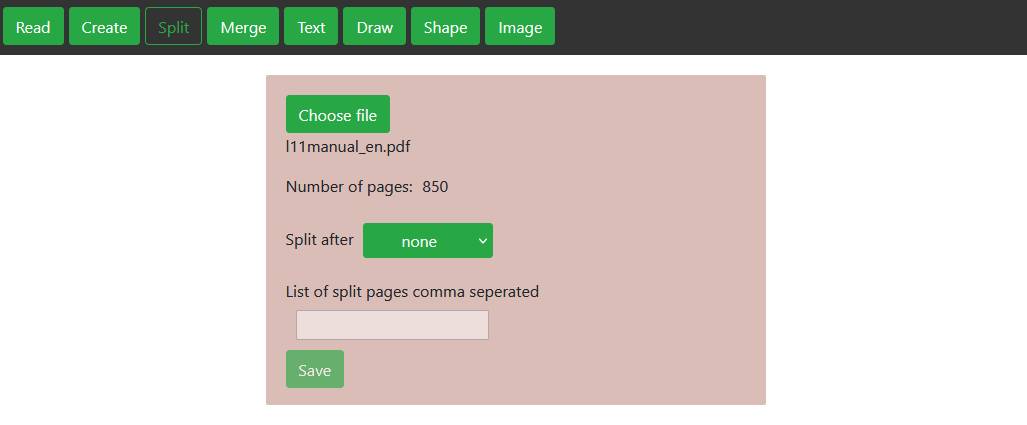 Read Create Split Merge Text Draw Shape Image
Choose file
l11manual_en.pdf
Number of pages: 850
Split after none
List of split pages comma seperated
Save